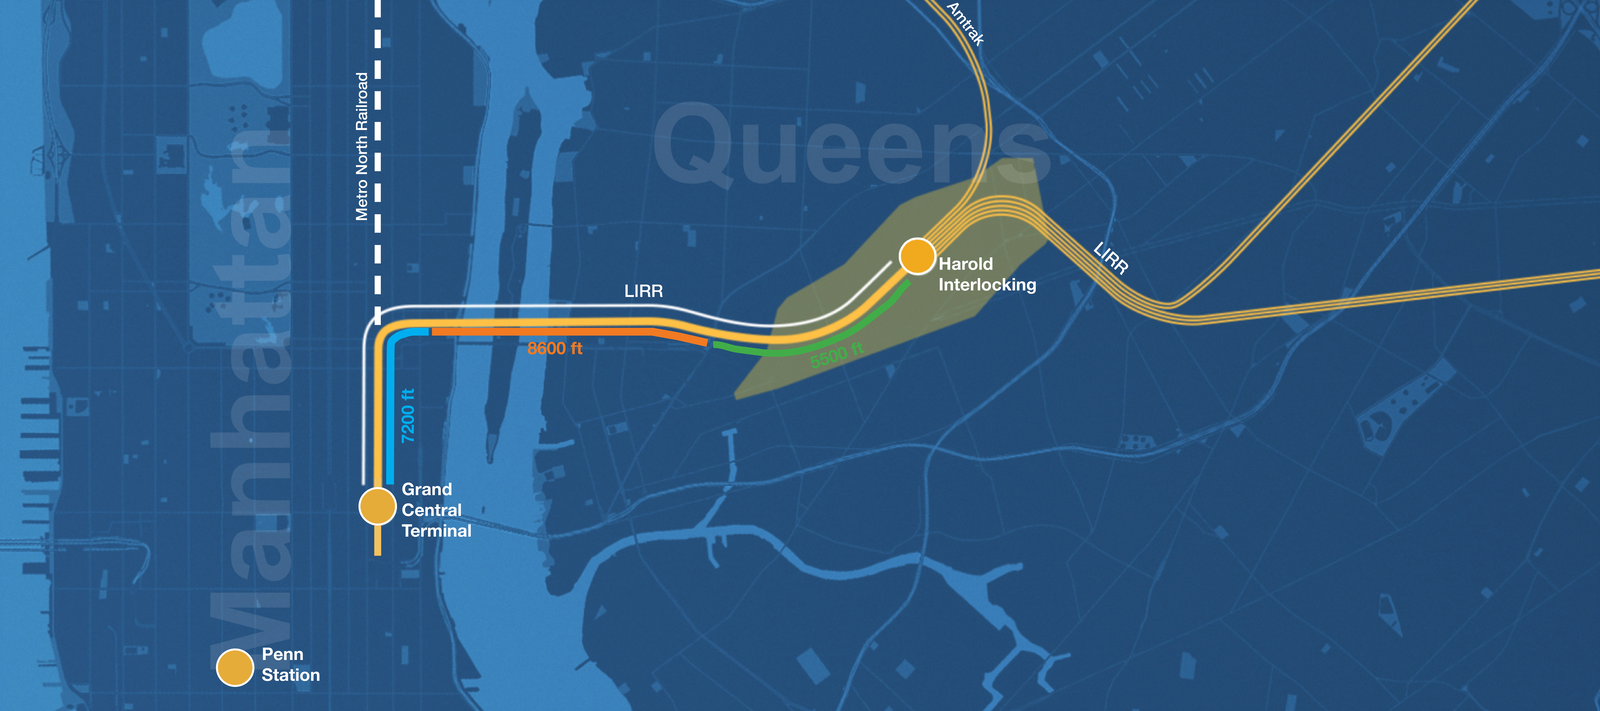 Amtrak
Metro North Railroad
Queens
Manhattan
LIRR
Harold
Interlocking
LIRR
8600 ft
5500 ft
7200 ft
Grand
Central
Terminal
Penn
Station